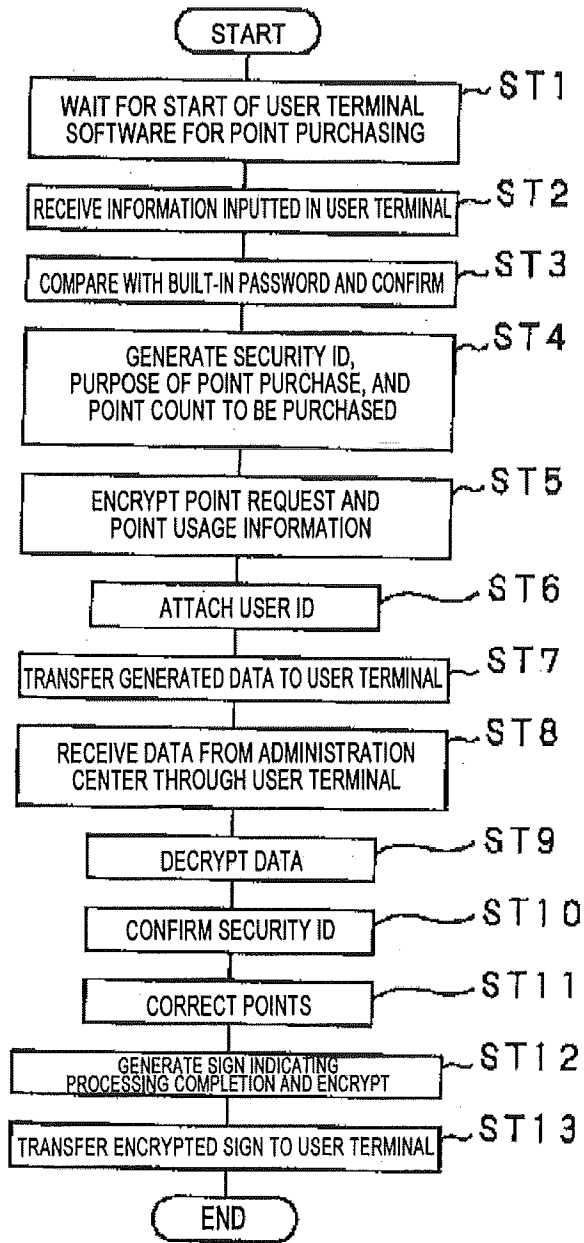 START
WAIT FOR START OF USER TERMINAL
SOFTWARE FOR POINT PURCHASING
ST1
RECEIVE INFORMATION INPUTTED IN USER TERMINAL
ST2
COMPARE WITH BUILT-IN PASSWORD AND CONFIRM
ST3
GENERATE SECURITY ID,
PURPOSE OF POINT PURCHASE, AND
POINT COUNT TO BE PURCHASED
ST4
ENCRYPT POINT REQUEST AND
POINT USAGE INFORMATION
ST5
ATTACH USER ID
ST6
TRANSFER GENERATED DATA TO USER TERMINAL
ST7
RECEIVE DATA FROM ADMINISTRATION
CENTER THROUGH USER TERMINAL
ST8
DECRYPT DATA
ST9
CONFIRM SECURITY ID
ST10
CORRECT POINTS
ST11
GENERATE SIGN INDICATING
PROCESSING COMPLETION AND ENCRYPT
ST12
TRANSFER ENCRYPTED SIGN TO USER TERMINAL
ST13
END